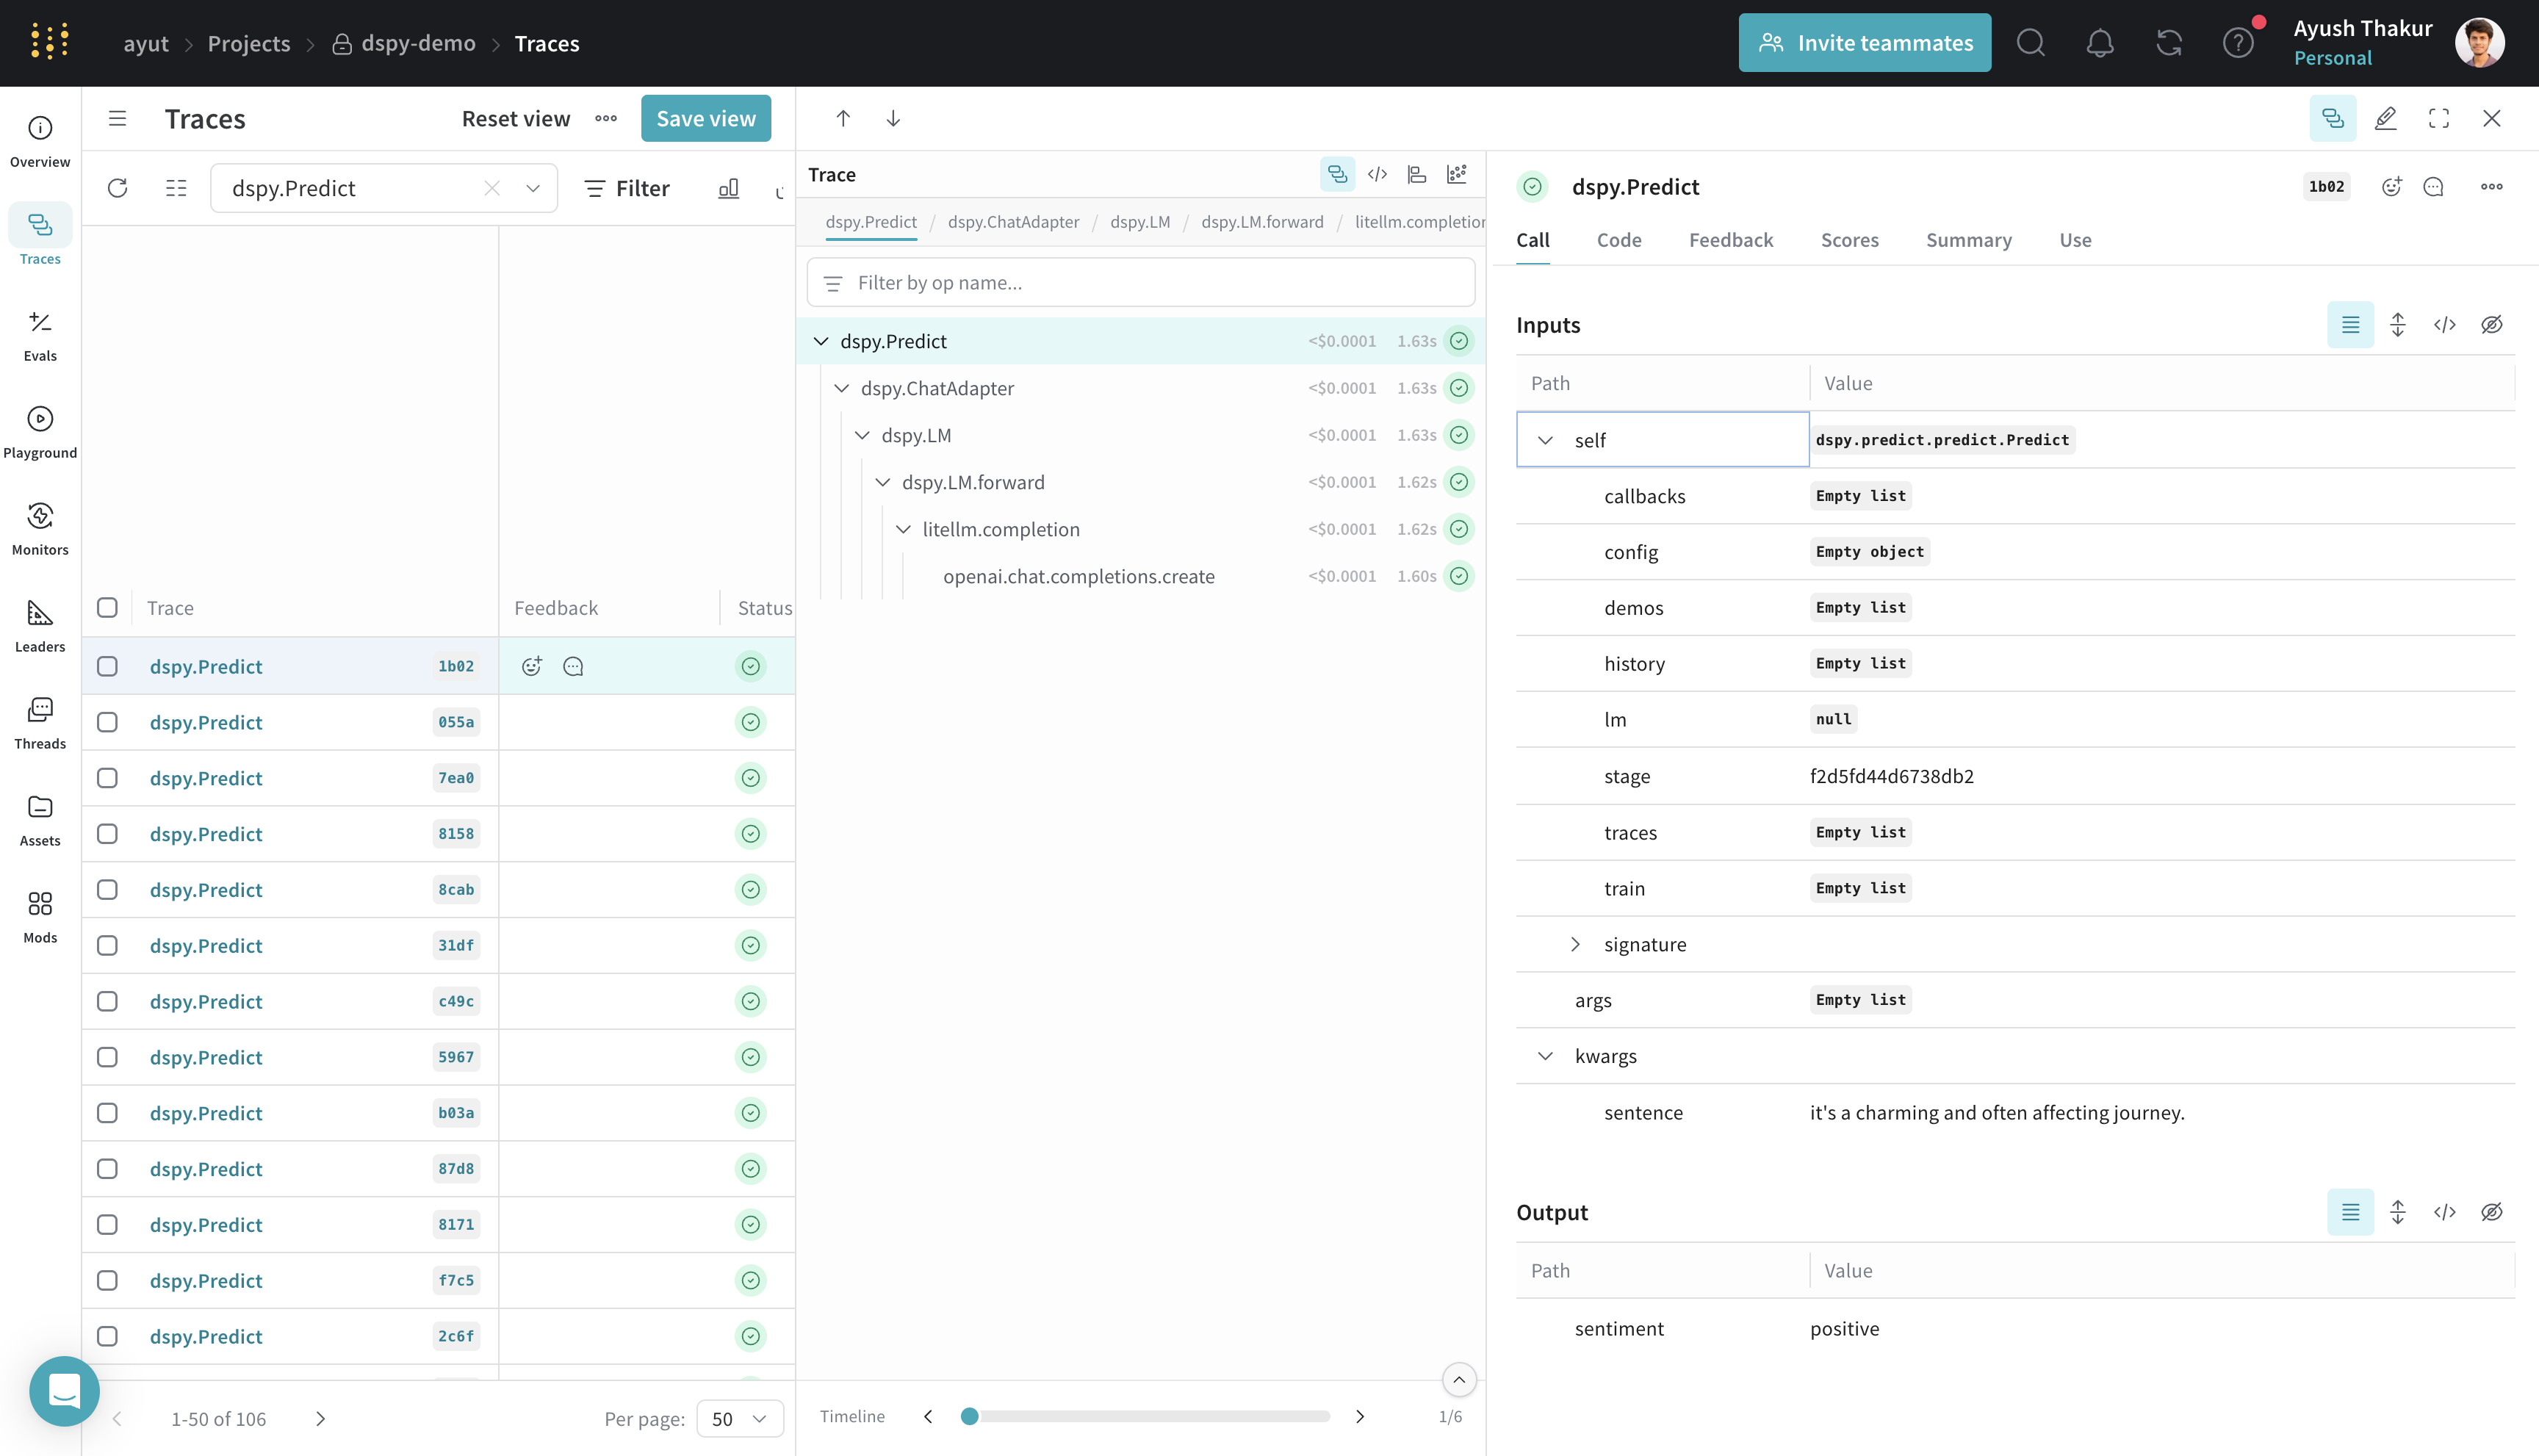 ayut
Projects
dspy-demo
Traces
Invite teammates
Ayush Thakur
Personal
Overview
Traces
Evals
Playground
Monitors
Leaders
Threads
Assets
Mods
Traces
Reset view
Save view
dspy.Predict
Filter
Trace
Feedback
Status
dspy.Predict 1b02
dspy.Predict 055a
dspy.Predict 7ea0
dspy.Predict 8158
dspy.Predict 8cab
dspy.Predict 31df
dspy.Predict c49c
dspy.Predict 5967
dspy.Predict b03a
dspy.Predict 87d8
dspy.Predict 8171
dspy.Predict f7c5
dspy.Predict 2c6f
1-50 of 106
Per page: 50
Trace
dspy.Predict / dspy.ChatAdapter / dspy.LM / dspy.LM.forward / litellm.completion
Filter by op name...
dspy.Predict <$0.0001 1.63s
dspy.ChatAdapter <$0.0001 1.63s
dspy.LM <$0.0001 1.63s
dspy.LM.forward <$0.0001 1.62s
litellm.completion <$0.0001 1.62s
openai.chat.completions.create <$0.0001 1.60s
Timeline 1/6
dspy.Predict 1b02
Call Code Feedback Scores Summary Use
Inputs
Path Value
self dspy.predict.predict.Predict
callbacks Empty list
config Empty object
demos Empty list
history Empty list
lm null
stage f2d5fd44d6738db2
traces Empty list
train Empty list
signature
args Empty list
kwargs
sentence it's a charming and often affecting journey.
Output
Path Value
sentiment positive